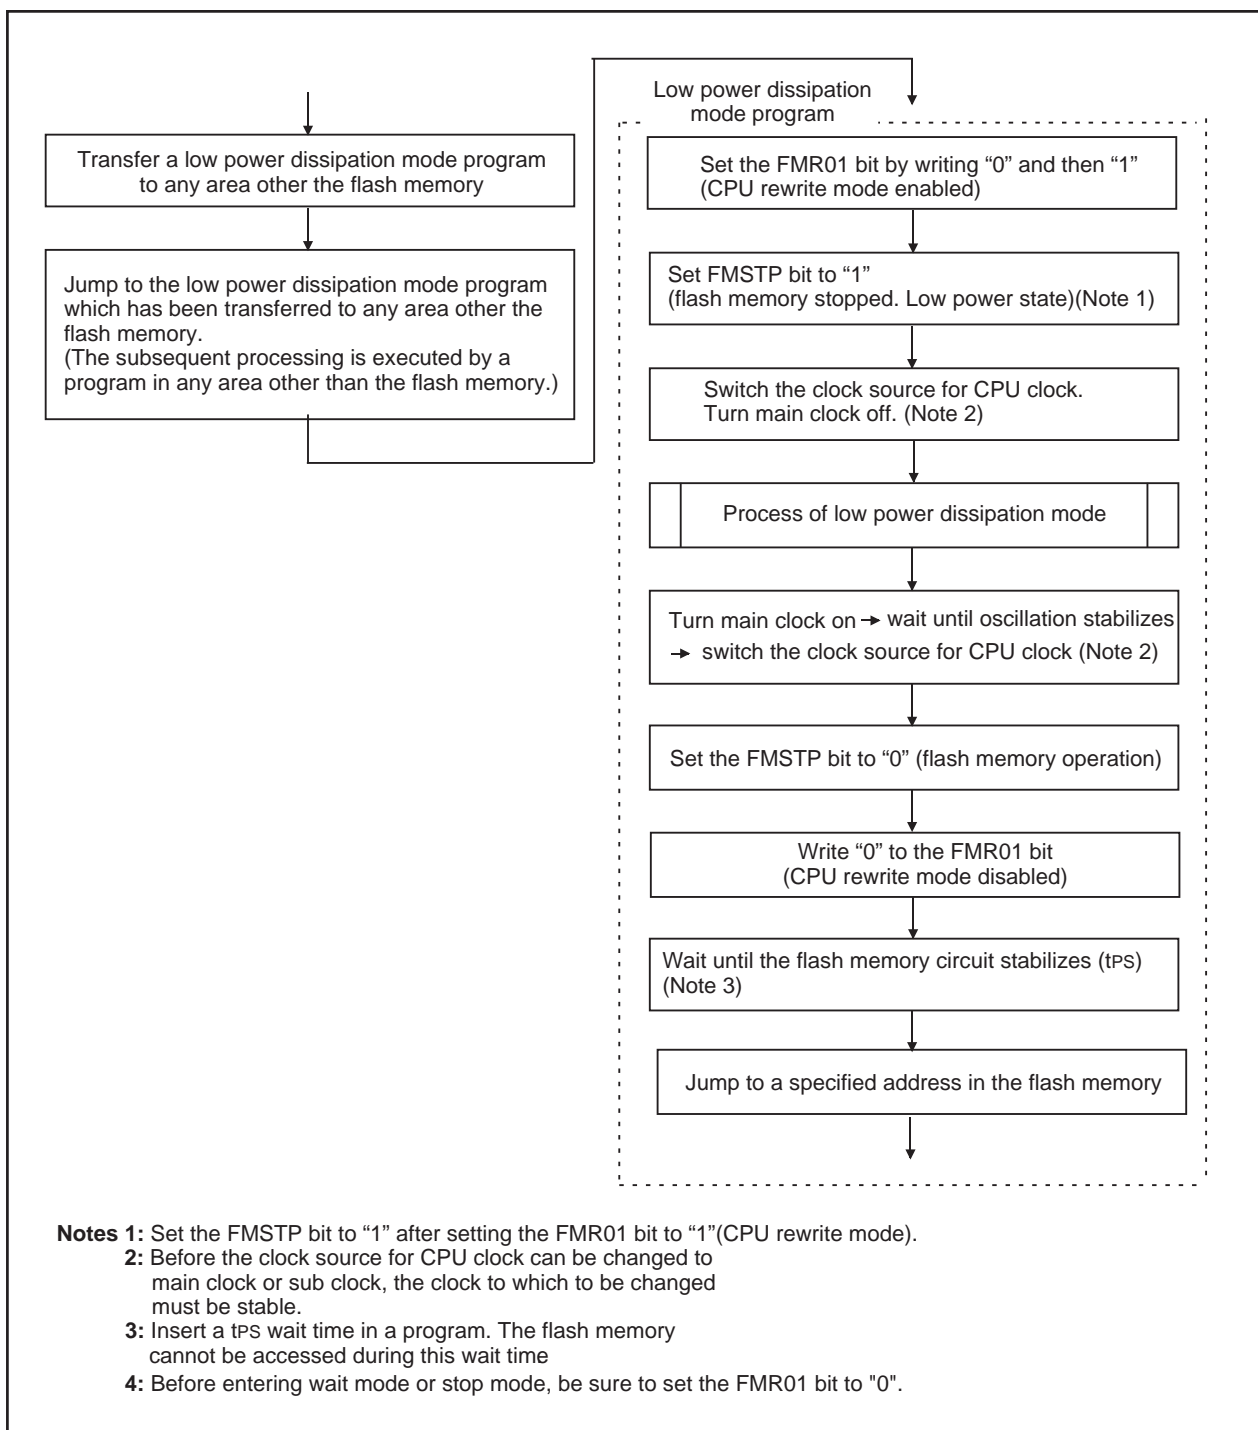 Transfer a low power dissipation mode program
to any area other the flash memory
Jump to the low power dissipation mode program
which has been transferred to any area other the
flash memory.
(The subsequent processing is executed by a
program in any area other than the flash memory.)
Low power dissipation
mode program
Set the FMR01 bit by writing “0” and then “1”
(CPU rewrite mode enabled)
Set FMSTP bit to “1”
(flash memory stopped. Low power state)(Note 1)
Switch the clock source for CPU clock.
Turn main clock off. (Note 2)
Process of low power dissipation mode
Turn main clock on → wait until oscillation stabilizes
→ switch the clock source for CPU clock (Note 2)
Set the FMSTP bit to “0” (flash memory operation)
Write “0” to the FMR01 bit
(CPU rewrite mode disabled)
Wait until the flash memory circuit stabilizes (tPS)
(Note 3)
Jump to a specified address in the flash memory
Notes 1: Set the FMSTP bit to “1” after setting the FMR01 bit to “1”(CPU rewrite mode).
2: Before the clock source for CPU clock can be changed to
main clock or sub clock, the clock to which to be changed
must be stable.
3: Insert a tPS wait time in a program. The flash memory
cannot be accessed during this wait time
4: Before entering wait mode or stop mode, be sure to set the FMR01 bit to "0".